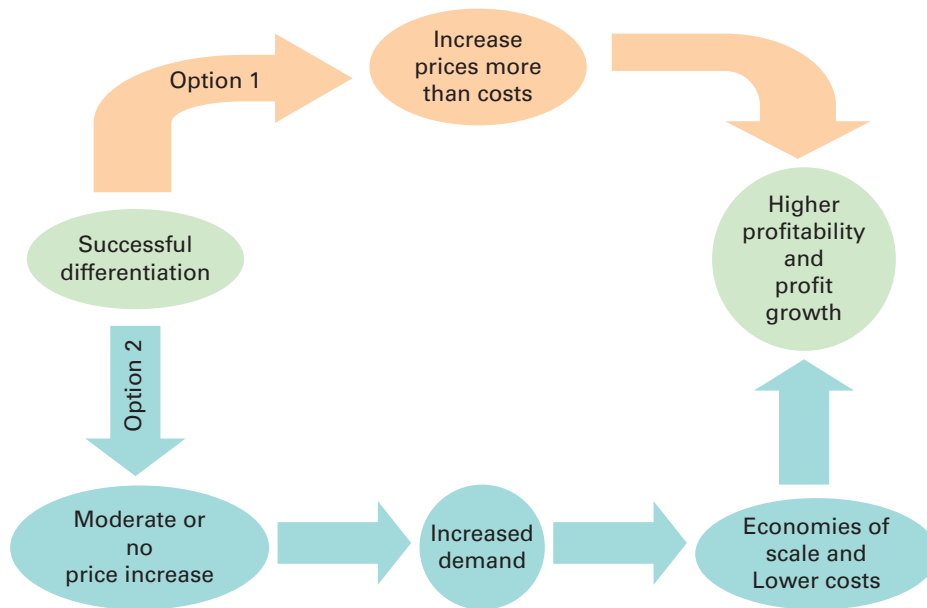 Option 1
Increase
prices more
than costs
Successful
differentiation
Higher
profitability
and
profit
growth
Option 2
Moderate or
no
price increase
Increased
demand
Economies of
scale and
Lower costs